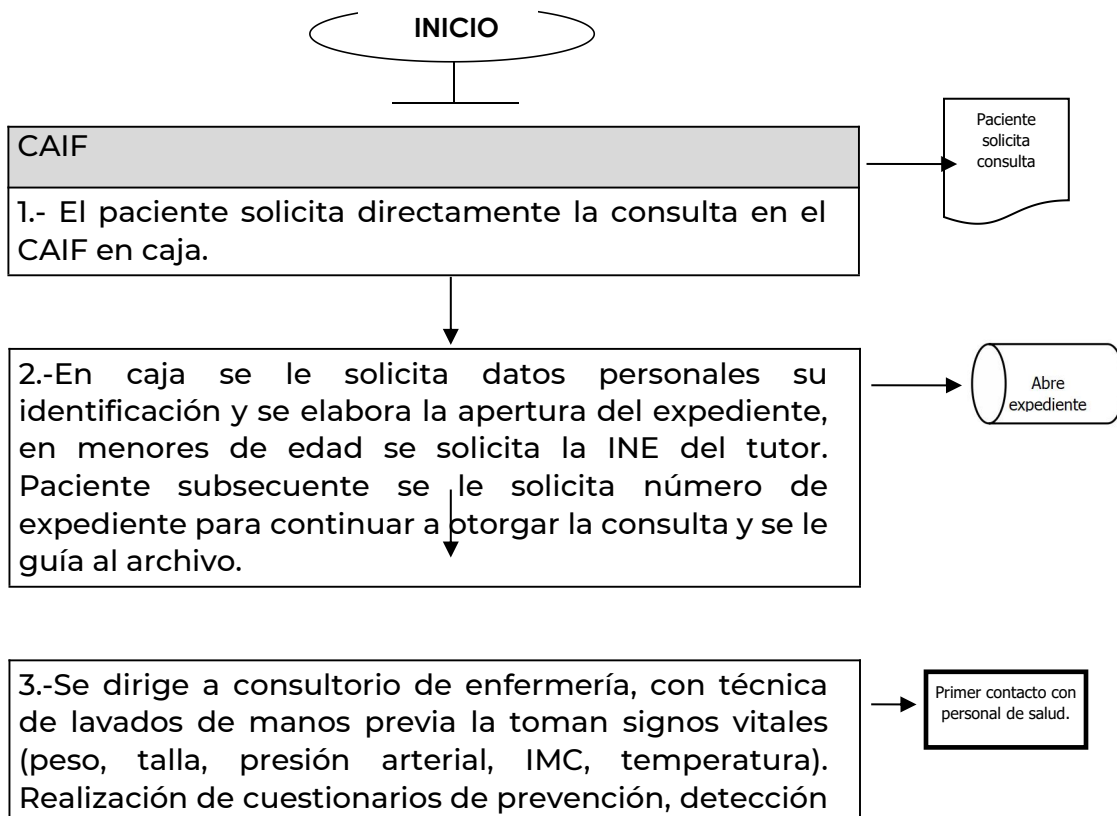 INICIO
CAIF
Paciente
solicita
consulta
1.- El paciente solicita directamente la consulta en el
CAIF en caja.
2.-En caja se le solicita datos personales su
identificación y se elabora la apertura del expediente,
en menores de edad se solicita la INE del tutor.
Paciente subsecuente se le solicita número de
expediente para continuar a otorgar la consulta y se le
guía al archivo.
Abre
expediente
3.-Se dirige a consultorio de enfermería, con técnica
de lavados de manos previa la toman signos vitales
(peso, talla, presión arterial, IMC, temperatura).
Realización de cuestionarios de prevención, detección
Primer contacto con
personal de salud.